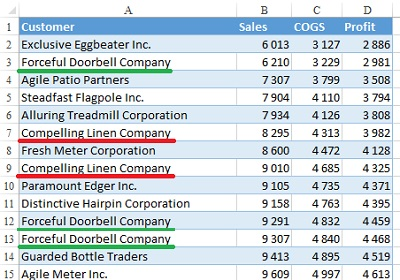 A B C D
1 Customer Sales COGS Profit
2 Exclusive Eggbeater Inc. 6 013 3 127 2 886
3 Forceful Doorbell Company 6 210 3 229 2 981
4 Agile Patio Partners 7 307 3 799 3 508
5 Steadfast Flagpole Inc. 7 904 4 110 3 794
6 Alluring Treadmill Corporation 7 934 4 126 3 808
7 Compelling Linen Company 8 295 4 313 3 982
8 Fresh Meter Corporation 8 600 4 472 4 128
9 Compelling Linen Company 9 010 4 685 4 325
10 Paramount Edger Inc. 9 105 4 735 4 371
11 Distinctive Hairpin Corporation 9 158 4 763 4 395
12 Forceful Doorbell Company 9 291 4 832 4 459
13 Forceful Doorbell Company 9 307 4 840 4 468
14 Guarded Bottle Traders 9 413 4 895 4 519
15 Agile Meter Inc. 9 609 4 997 4 613